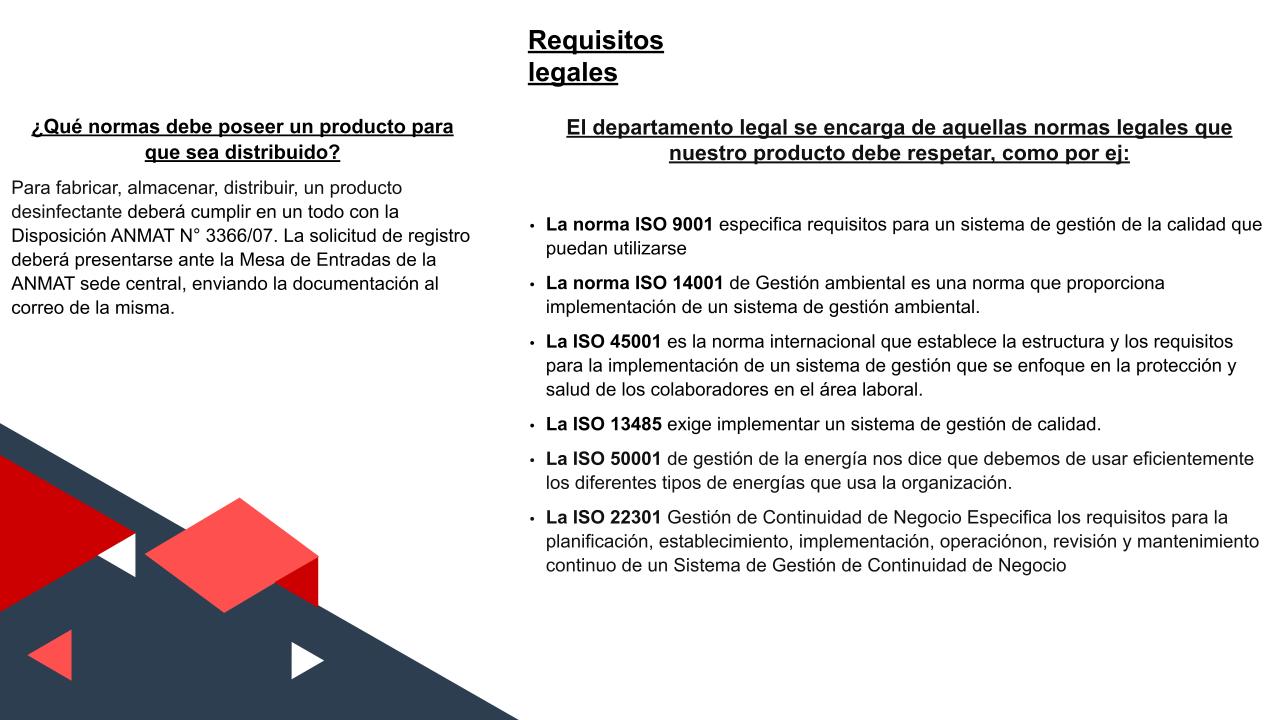 Requisitos
legales
¿Qué normas debe poseer un producto para
que sea distribuido?
Para fabricar, almacenar, distribuir, un producto
desinfectante deberá cumplir en un todo con la
Disposición ANMAT N° 3366/07. La solicitud de registro
deberá presentarse ante la Mesa de Entradas de la
ANMAT sede central, enviando la documentación al
correo de la misma.
El departamento legal se encarga de aquellas normas legales que
nuestro producto debe respetar, como por ej:
• La norma ISO 9001 especifica requisitos para un sistema de gestión de la calidad que
puedan utilizarse
• La norma ISO 14001 de Gestión ambiental es una norma que proporciona
implementación de un sistema de gestión ambiental.
• La ISO 45001 es la norma internacional que establece la estructura y los requisitos
para la implementación de un sistema de gestión que se enfoque en la protección y
salud de los colaboradores en el área laboral.
• La ISO 13485 exige implementar un sistema de gestión de calidad.
• La ISO 50001 de gestión de la energía nos dice que debemos de usar eficientemente
los diferentes tipos de energías que usa la organización.
• La ISO 22301 Gestión de Continuidad de Negocio Especifica los requisitos para la
planificación, establecimiento, implementación, operaciónon, revisión y mantenimiento
continuo de un Sistema de Gestión de Continuidad de Negocio